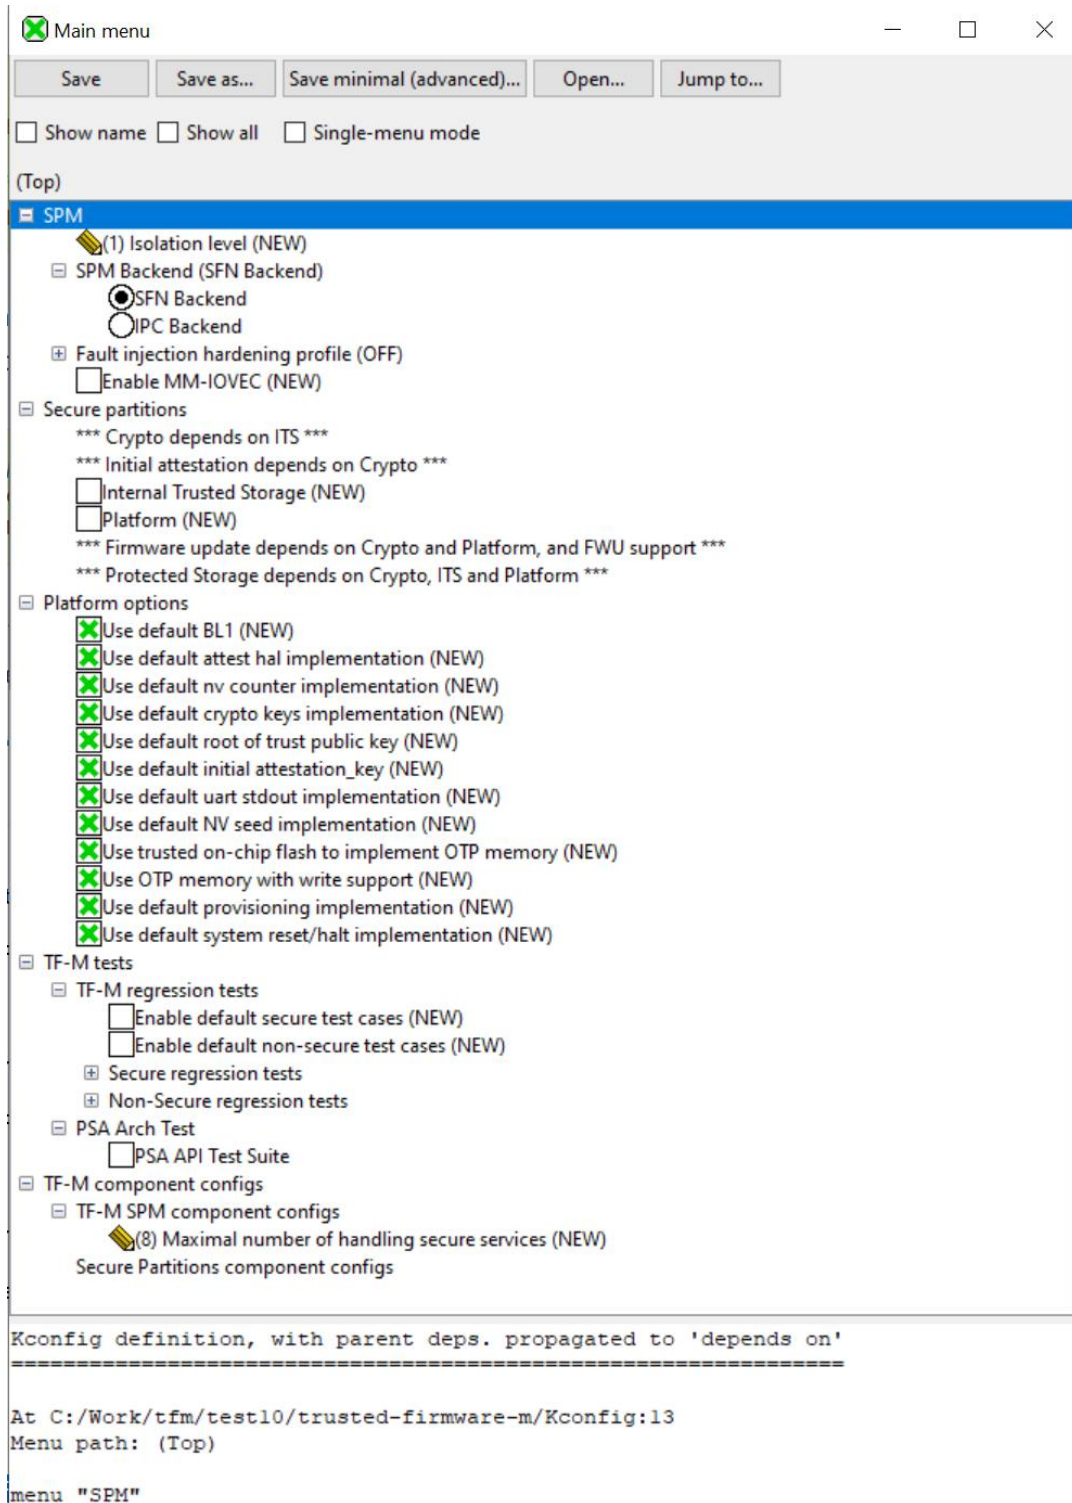 Main menu
Save Save as... Save minimal (advanced)... Open... Jump to...
Show name Show all Single-menu mode
(Top)
SPM
(1) Isolation level (NEW)
SPM Backend (SFN Backend)
SFN Backend
IPC Backend
Fault injection hardening profile (OFF)
Enable MM-IOVEC (NEW)
Secure partitions
*** Crypto depends on ITS ***
*** Initial attestation depends on Crypto ***
Internal Trusted Storage (NEW)
Platform (NEW)
*** Firmware update depends on Crypto and Platform, and FWU support ***
*** Protected Storage depends on Crypto, ITS and Platform ***
Platform options
Use default BL1 (NEW)
Use default attest hal implementation (NEW)
Use default nv counter implementation (NEW)
Use default crypto keys implementation (NEW)
Use default root of trust public key (NEW)
Use default initial attestation_key (NEW)
Use default uart stdout implementation (NEW)
Use default NV seed implementation (NEW)
Use trusted on-chip flash to implement OTP memory (NEW)
Use OTP memory with write support (NEW)
Use default provisioning implementation (NEW)
Use default system reset/halt implementation (NEW)
TF-M tests
TF-M regression tests
Enable default secure test cases (NEW)
Enable default non-secure test cases (NEW)
Secure regression tests
Non-Secure regression tests
PSA Arch Test
PSA API Test Suite
TF-M component configs
TF-M SPM component configs
(8) Maximal number of handling secure services (NEW)
Secure Partitions component configs
Kconfig definition, with parent deps. propagated to 'depends on'
================================================================
At C:/Work/tfm/test10/trusted-firmware-m/Kconfig:13
Menu path: (Top)
menu "SPM"